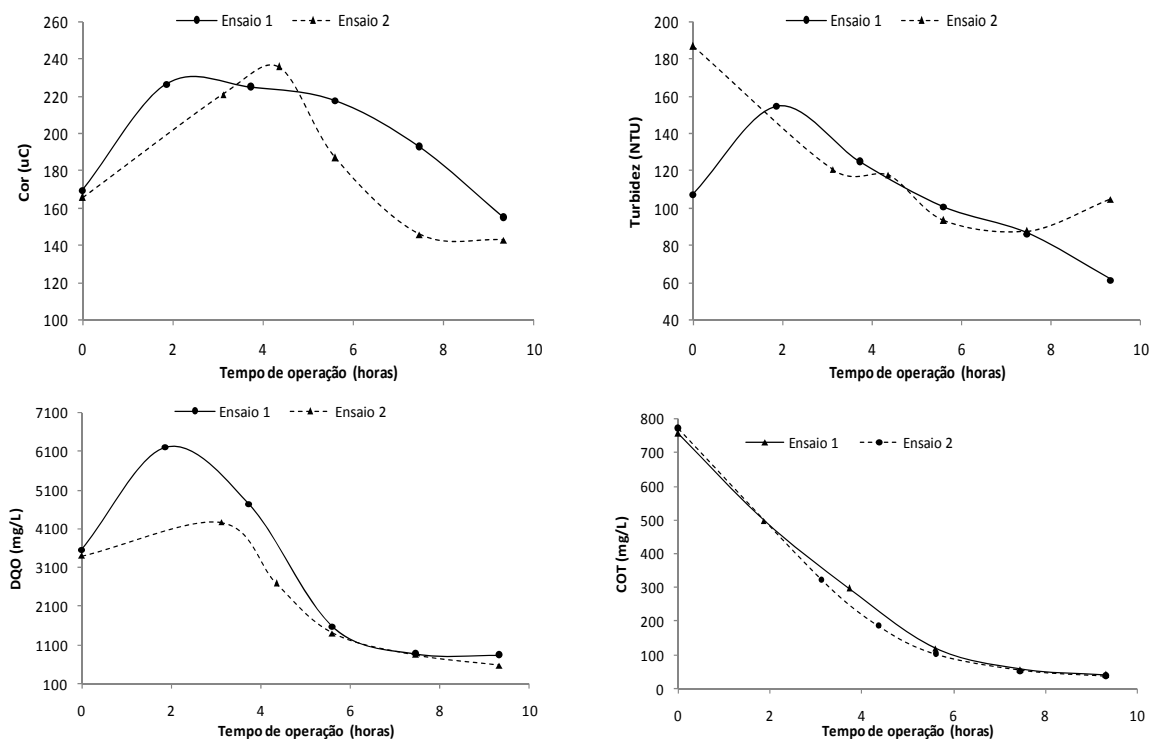 Ensaio 1 Ensaio 2
260
240
220
200
180
160
140
120
100
Cor (uC)
0 2 4 6 8 10
Tempo de operação (horas)
Ensaio 1 Ensaio 2
200
180
160
140
120
100
80
60
40
Turbidez (NTU)
0 2 4 6 8 10
Tempo de operação (horas)
Ensaio 1 Ensaio 2
7100
6100
5100
4100
3100
2100
1100
100
DQO (mg/L)
0 2 4 6 8 10
Tempo de operação (horas)
Ensaio 1 Ensaio 2
800
700
600
500
400
300
200
100
0
COT (mg/L)
0 2 4 6 8 10
Tempo de operação (horas)